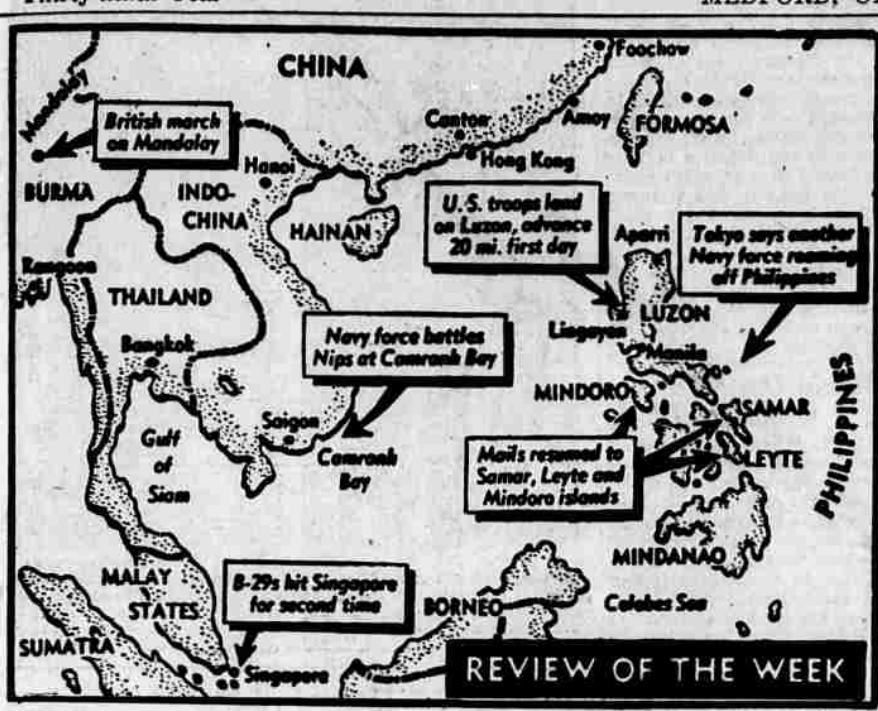 MEDFORD,
CHINA
Foochow
Mandalay
British march
on Mandalay
Canton
Amoy
FORMOSA
Hong Kong
Hanoi
BURMA
INDO-
CHINA
HAINAN
U.S. troops land
on Luzon, advance
20 mi. first day
Aparri
Tokyo says another
Navy force roaming
off Philippines
Rangoon
THAILAND
LUZON
Lingayen
Bangkok
Navy force battles
Nips at Camranh Bay
Manila
MINDORO
SAMAR
Saigon
Gulf
of
Siam
Camranh
Bay
Mails resumed to
Samar, Leyte and
Mindoro islands
LEYTE
PHILIPPINES
MINDANAO
MALAY
STATES
B-29s hit Singapore
for second time
BORNEO
Celebes Sea
SUMATRA
Singapore
REVIEW OF THE WEEK